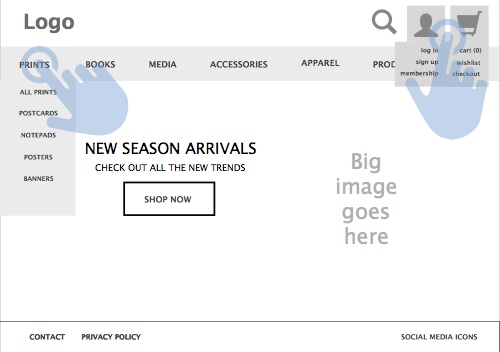 Logo
PRINTS BOOKS MEDIA ACCESSORIES APPAREL PROD
log in cart (0)
sign up wishlist
membership checkout
ALL PRINTS
POSTCARDS
NOTEPADS
POSTERS
BANNERS
NEW SEASON ARRIVALS
CHECK OUT ALL THE NEW TRENDS
SHOP NOW
Big
image
goes
here
CONTACT PRIVACY POLICY SOCIAL MEDIA ICONS